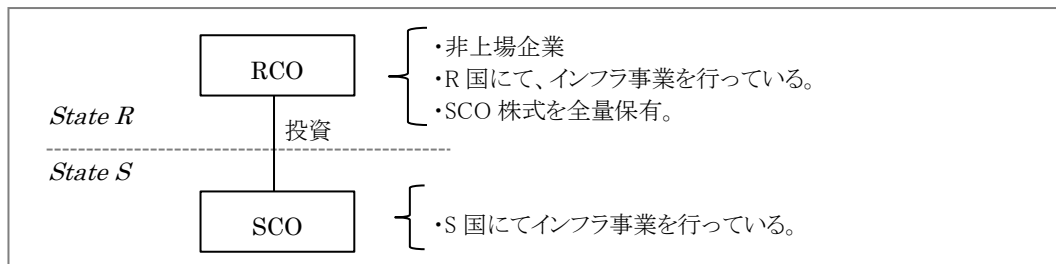 RCO
・非上場企業
・R 国にて、インフラ事業を行っている。
・SCO 株式を全量保有。
State R
投資
State S
SCO
・S 国にてインフラ事業を行っている。